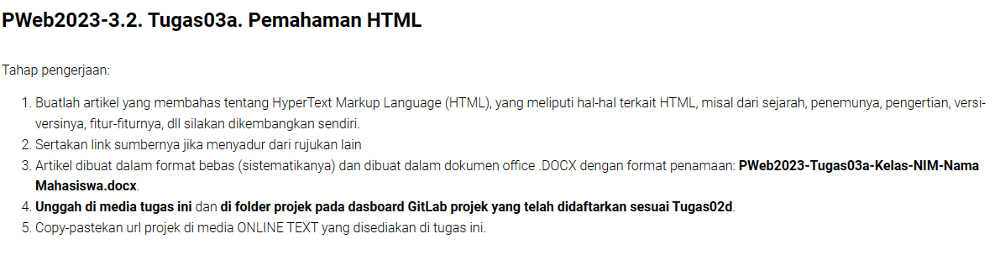 PWeb2023-3.2. Tugas03a. Pemahaman HTML
Tahap pengerjaan:
1. Buatlah artikel yang membahas tentang HyperText Markup Language (HTML), yang meliputi hal-hal terkait HTML, misal dari sejarah, penemunya, pengertian, versi-
versinya, fitur-fiturnya, dll silakan dikembangkan sendiri.
2. Sertakan link sumbernya jika menyadur dari rujukan lain
3. Artikel dibuat dalam format bebas (sistematikanya) dan dibuat dalam dokumen office .DOCX dengan format penamaan: PWeb2023-Tugas03a-Kelas-NIM-Nama
Mahasiswa.docx.
4. Unggah di media tugas ini dan di folder projek pada dasboard GitLab projek yang telah didaftarkan sesuai Tugas02d.
5. Copy-pastekan url projek di media ONLINE TEXT yang disediakan di tugas ini.